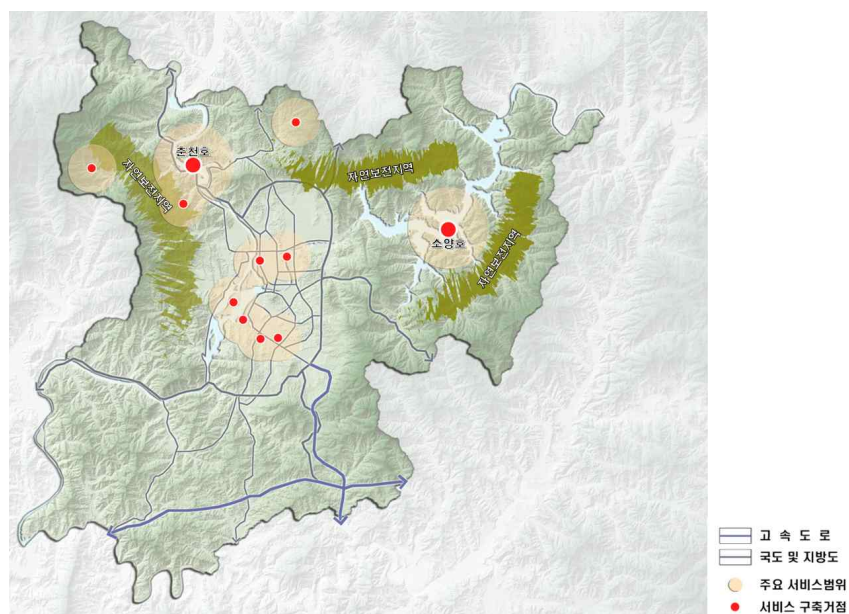 춘천호
자연보전지역
자연보전지역
소양호
자연보전지역
고 속 도 로
국도 및 지방도
주요 서비스범위
서비스 구축거점